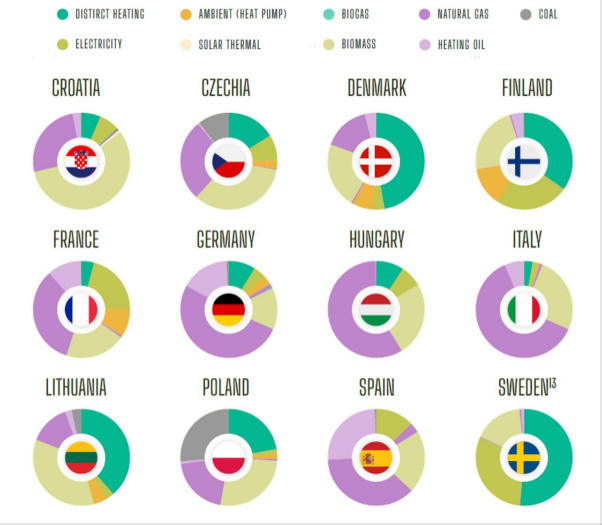 DISTINCT HEATING AMBIENT (HEAT PUMP) BIOGAS NATURAL GAS COAL
ELECTRICITY SOLAR THERMAL BIOMASS HEATING OIL
CROATIA CZECHIA DENMARK FINLAND
FRANCE GERMANY HUNGARY ITALY
LITHUANIA POLAND SPAIN SWEDEN¹³